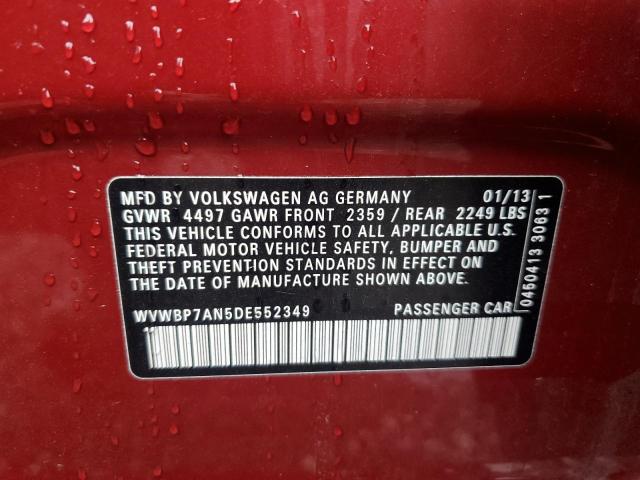 MFD BY VOLKSWAGEN AG GERMANY 01/13
GVWR 4497 GAWR FRONT 2359 / REAR 2249 LBS
THIS VEHICLE CONFORMS TO ALL APPLICABLE U.S.
FEDERAL MOTOR VEHICLE SAFETY, BUMPER AND
THEFT PREVENTION STANDARDS IN EFFECT ON
THE DATE OF MANUFACTURE SHOWN ABOVE.
WVWBP7AN5DE552349 PASSENGER CAR
0450413 3063 1